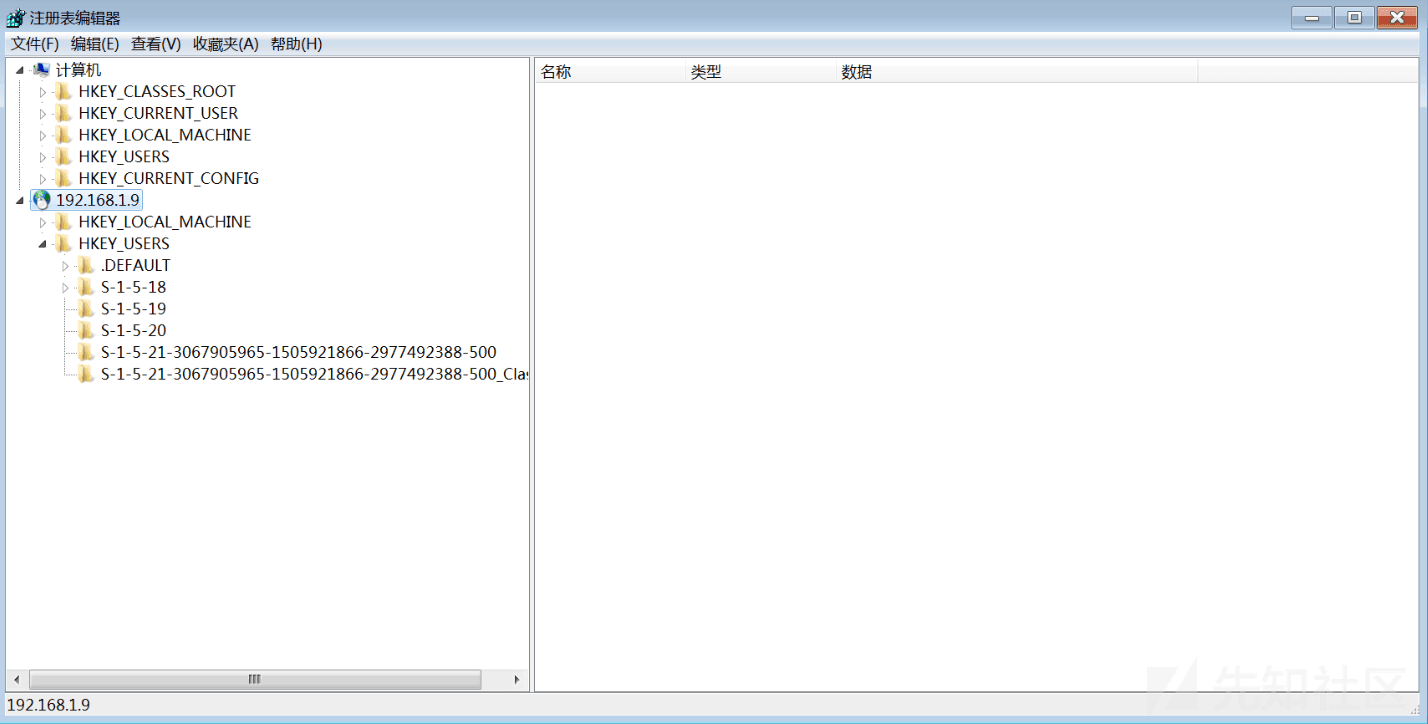 注册表编辑器
文件(F) 编辑(E) 查看(V) 收藏夹(A) 帮助(H)
计算机
HKEY_CLASSES_ROOT
HKEY_CURRENT_USER
HKEY_LOCAL_MACHINE
HKEY_USERS
HKEY_CURRENT_CONFIG
192.168.1.9
HKEY_LOCAL_MACHINE
HKEY_USERS
.DEFAULT
S-1-5-18
S-1-5-19
S-1-5-20
S-1-5-21-3067905965-1505921866-2977492388-500
S-1-5-21-3067905965-1505921866-2977492388-500_Clas
名称 类型 数据
先知社区
192.168.1.9